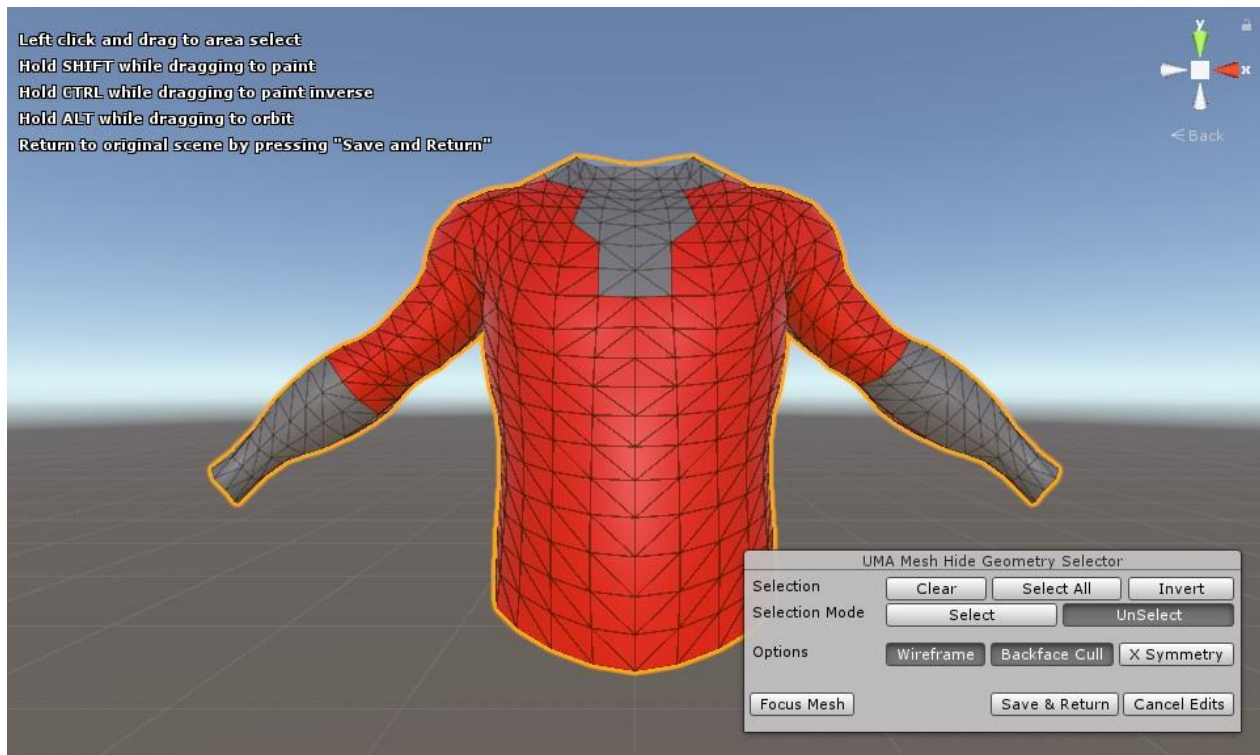 Left click and drag to area select
Hold SHIFT while dragging to paint
Hold CTRL while dragging to paint inverse
Hold ALT while dragging to orbit
Return to original scene by pressing "Save and Return"
y
x
< Back
UMA Mesh Hide Geometry Selector
Selection Clear Select All Invert
Selection Mode Select UnSelect
Options Wireframe Backface Cull X Symmetry
Focus Mesh Save & Return Cancel Edits